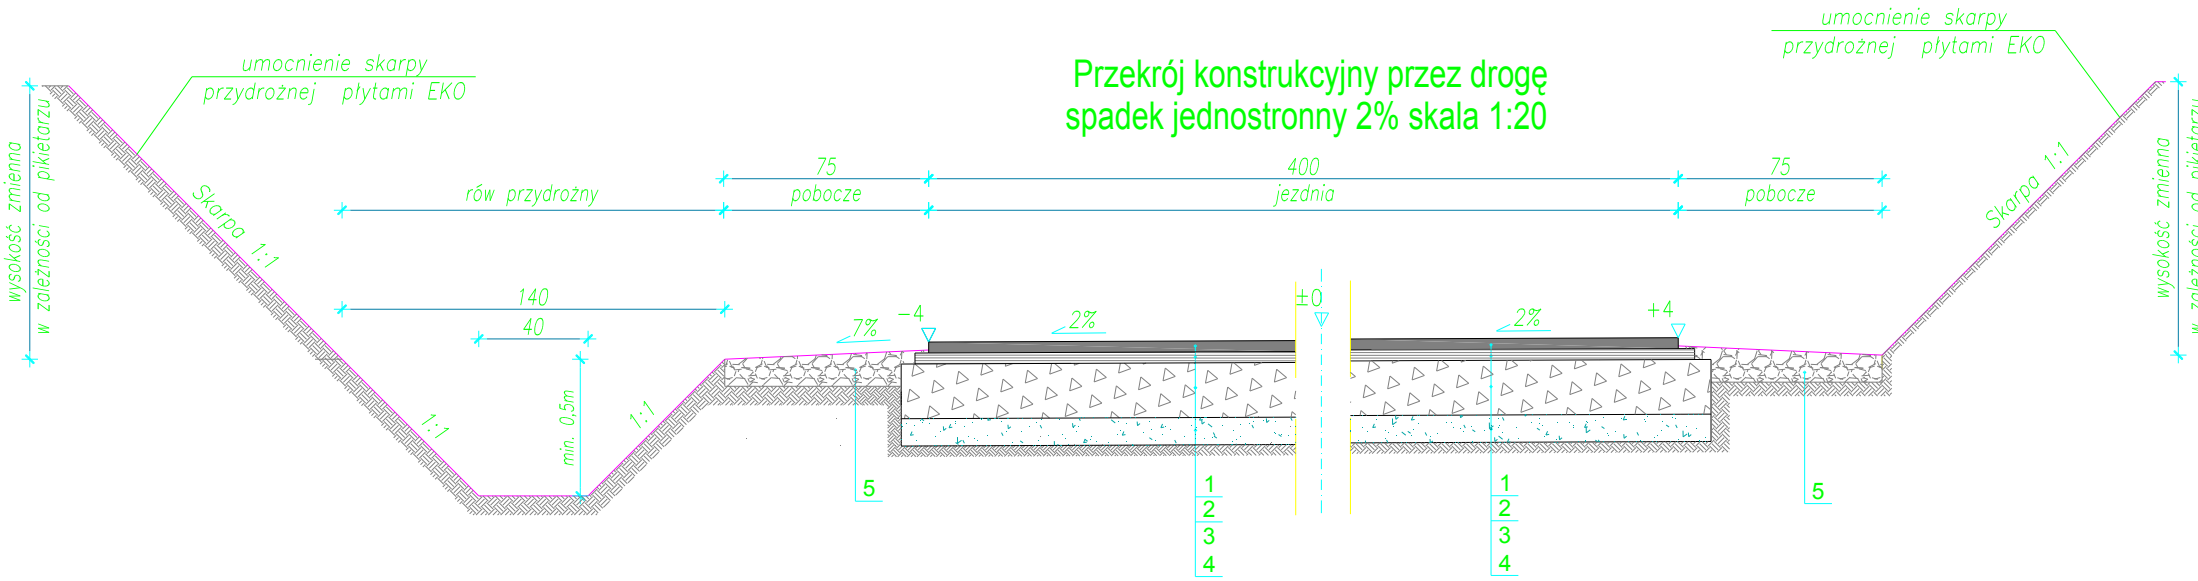 umocnienie skarpy
przydrożnej płytami EKO
umocnienie skarpy
przydrożnej płytami EKO
Przekrój konstrukcyjny przez drogę
spadek jednostronny 2% skala 1:20
wysokość zmienna
w zależności od pikietarzu
Skarpa 1:1
rów przydrożny
75
pobocze
400
jezdnia
75
pobocze
Skarpa 1:1
wysokość zmienna
w zależności od pikietarzu
140
40
7%
-4
2%
±0
2%
+4
1:1
min. 0,5m
1:1
5
1
2
3
4
1
2
3
4
5